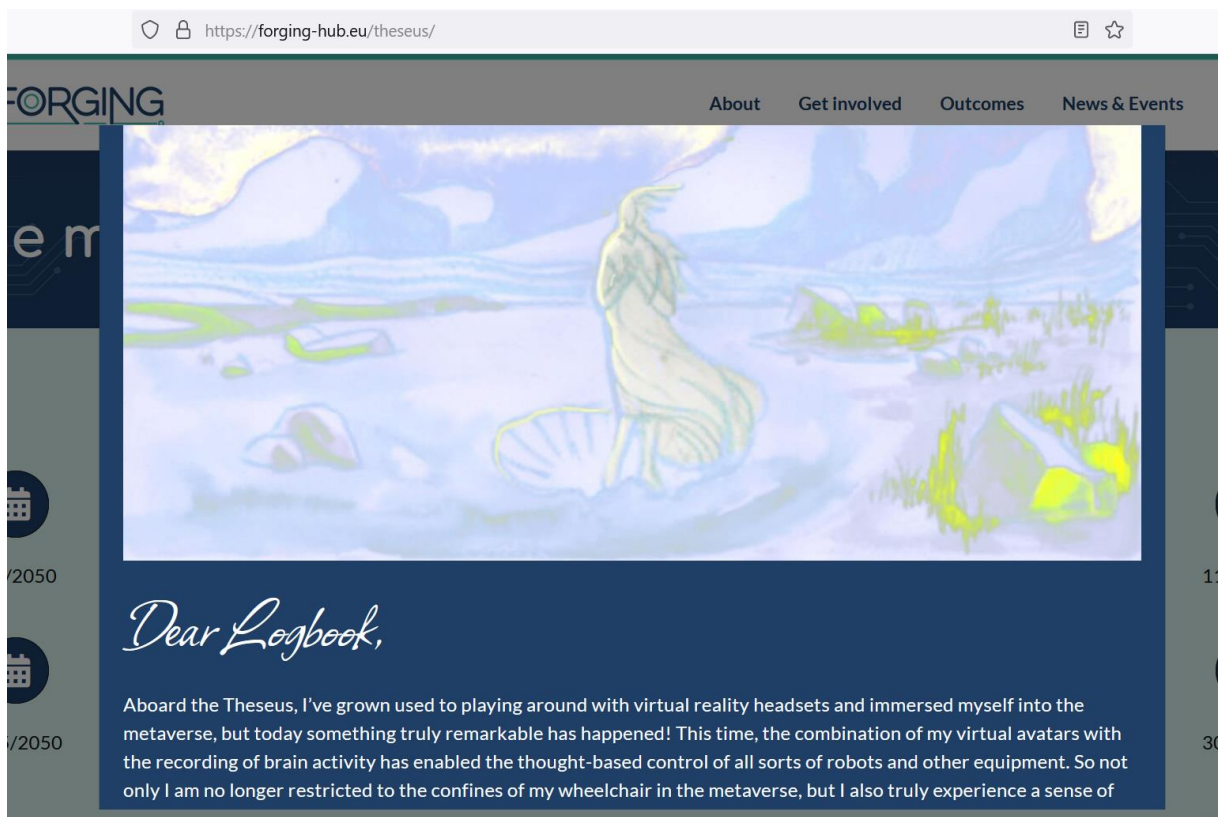 https://forging-hub.eu/theseus/
FORGING
About Get involved Outcomes News & Events
e m
/2050
11
Dear Logbook,
Aboard the Theseus, I've grown used to playing around with virtual reality headsets and immersed myself into the
metaverse, but today something truly remarkable has happened! This time, the combination of my virtual avatars with
/2050
30
the recording of brain activity has enabled the thought-based control of all sorts of robots and other equipment. So not
only I am no longer restricted to the confines of my wheelchair in the metaverse, but I also truly experience a sense of